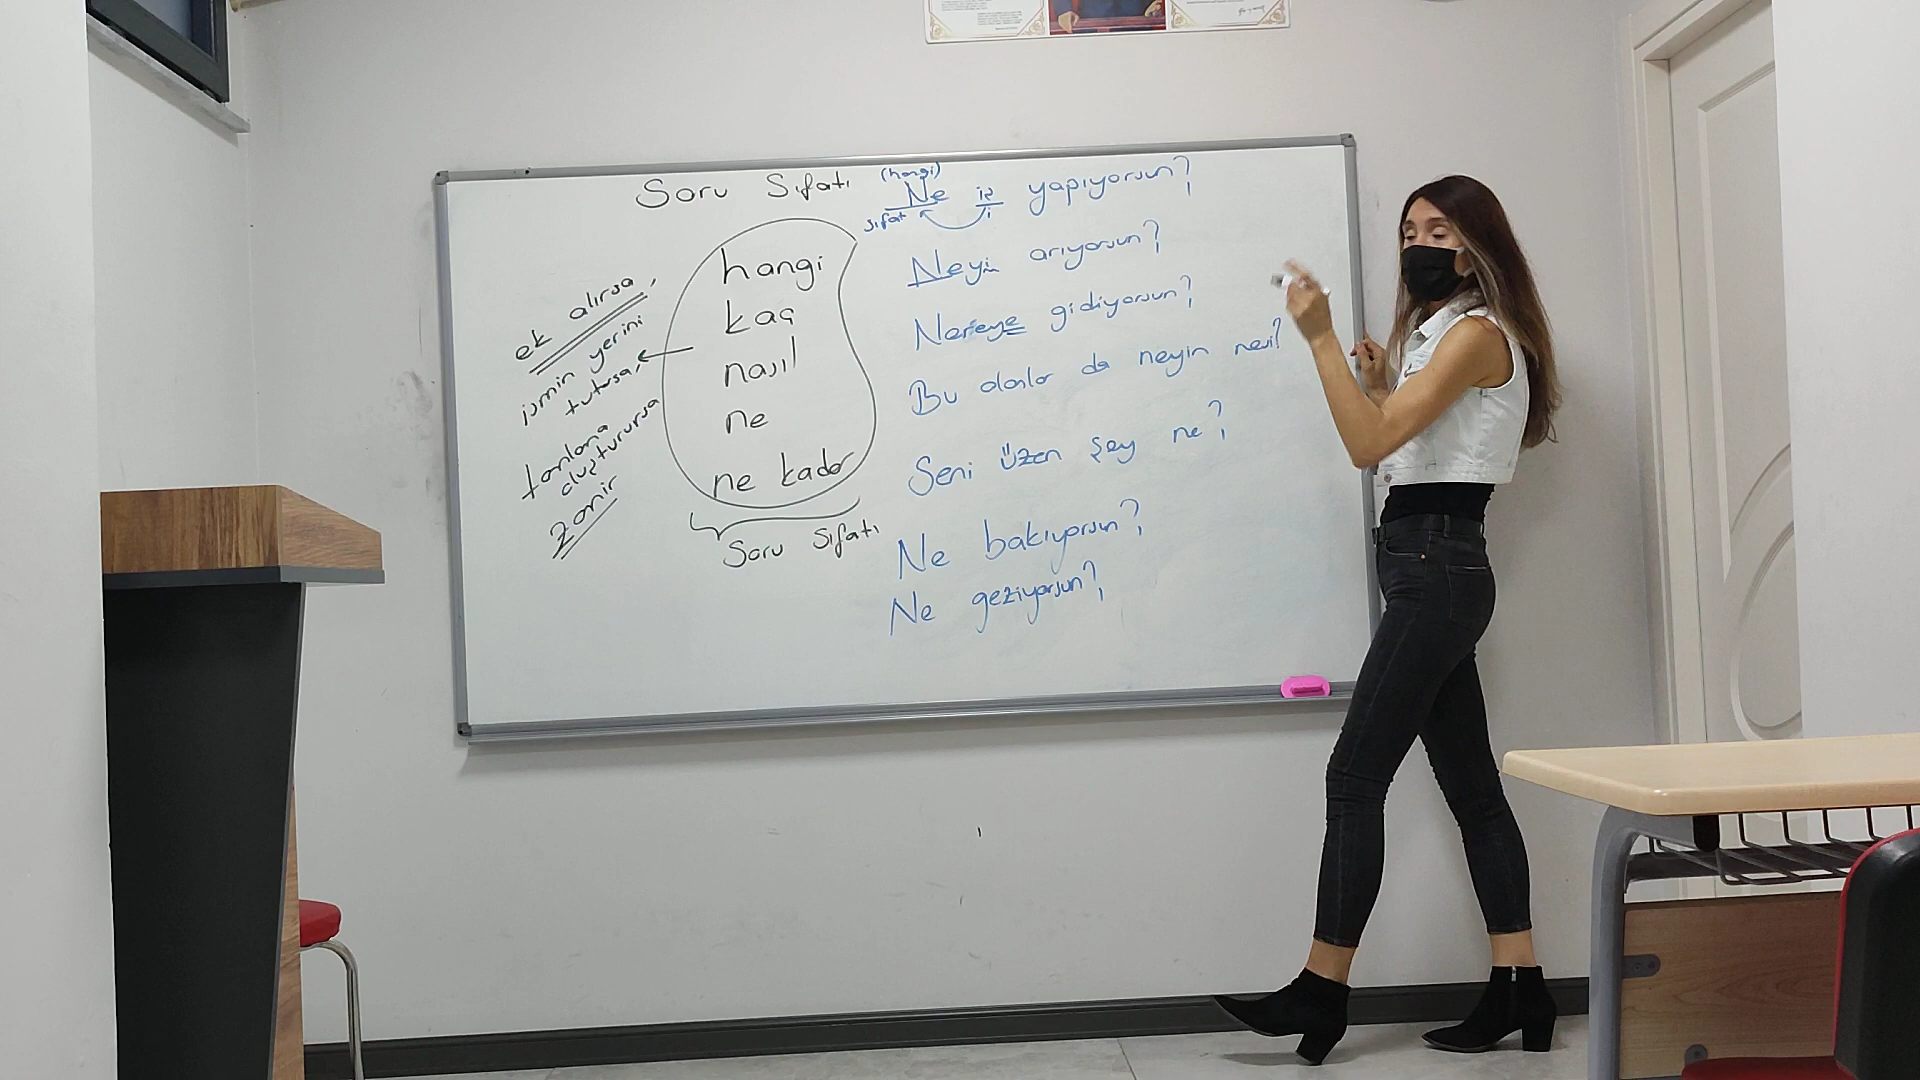 Soru Sıfatı
hangi
kaç
nasıl
ne
ne kadar
Soru Sıfatı
ek alırsa,
ismin yerini
tutarsa,
tamlama
oluşturursa
zamir
(hangi)
Ne iş yapıyorsun?
sıfat i
Neyi arıyorsun?
Nereye gidiyorsun?
Bu olanlar da neyin nesi?
Seni üzen şey ne?
Ne bakıyorsun?
Ne geziyorsun?